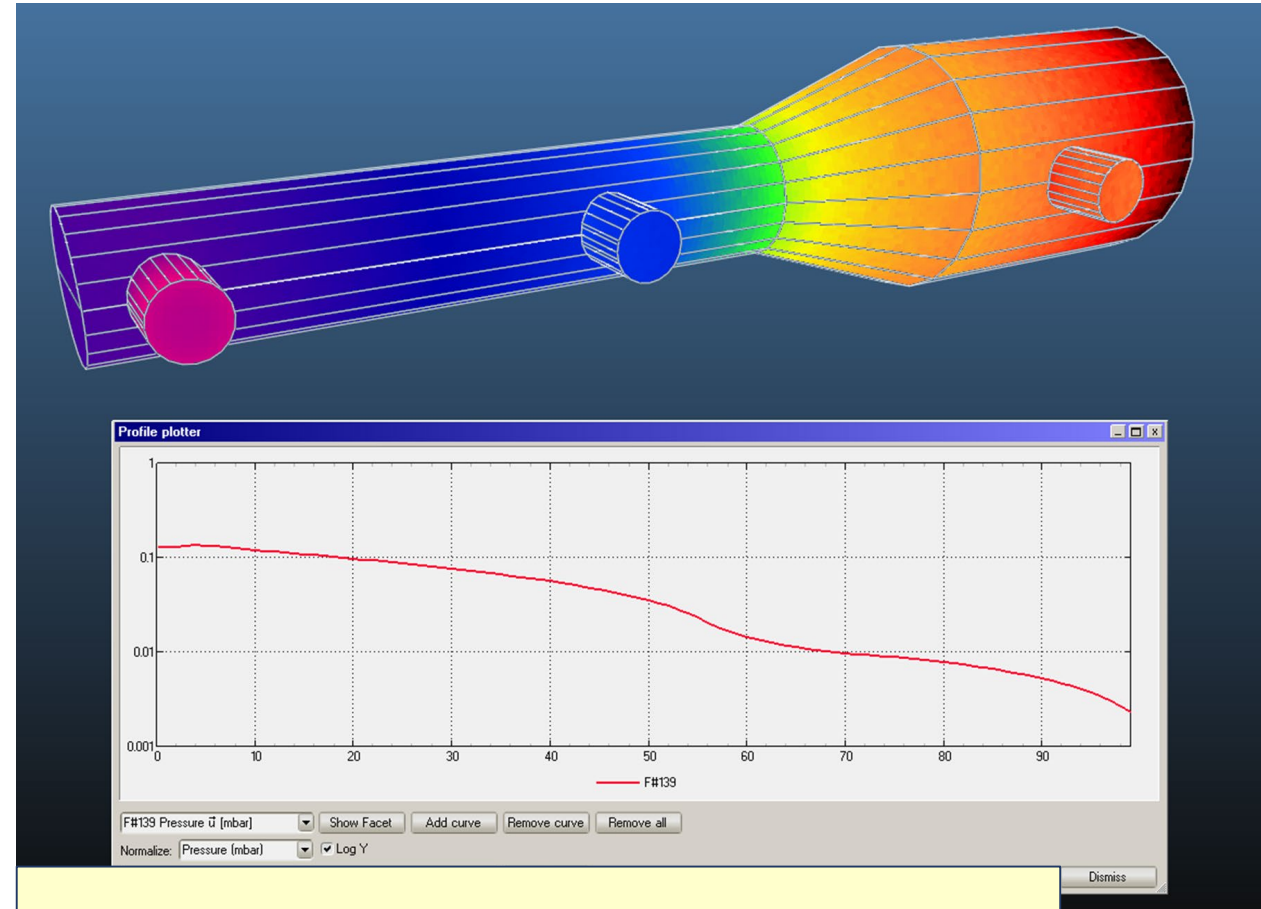 Profile plotter
1
0.1
0.01
0.001
0 10 20 30 40 50 60 70 80 90
F#139
F#139 Pressure ū [mbar] Show Facet Add curve Remove curve Remove all
Normalize: Pressure (mbar) Log Y
Dismiss